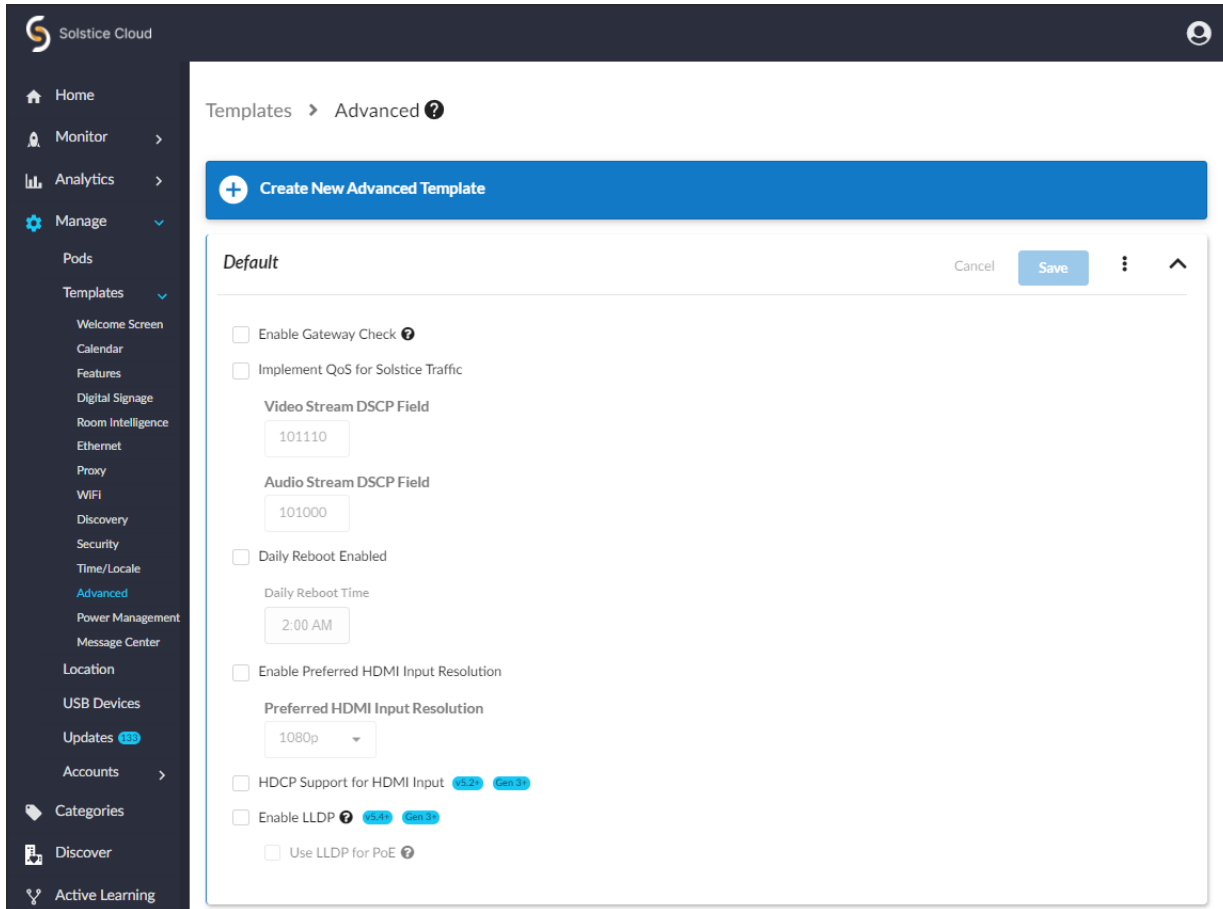 Solstice Cloud
Home
Monitor
Analytics
Manage
Pods
Templates
Welcome Screen
Calendar
Features
Digital Signage
Room Intelligence
Ethernet
Proxy
WiFi
Discovery
Security
Time/Locale
Advanced
Power Management
Message Center
Location
USB Devices
Updates 133
Accounts
Categories
Discover
Active Learning
Templates > Advanced ?
Create New Advanced Template
Default
Cancel Save
Enable Gateway Check ?
Implement QoS for Solstice Traffic
Video Stream DSCP Field
101110
Audio Stream DSCP Field
101000
Daily Reboot Enabled
Daily Reboot Time
2:00 AM
Enable Preferred HDMI Input Resolution
Preferred HDMI Input Resolution
1080p
HDCP Support for HDMI Input v5.2+ Gen 3+
Enable LLDP ? v5.4+ Gen 3+
Use LLDP for PoE ?